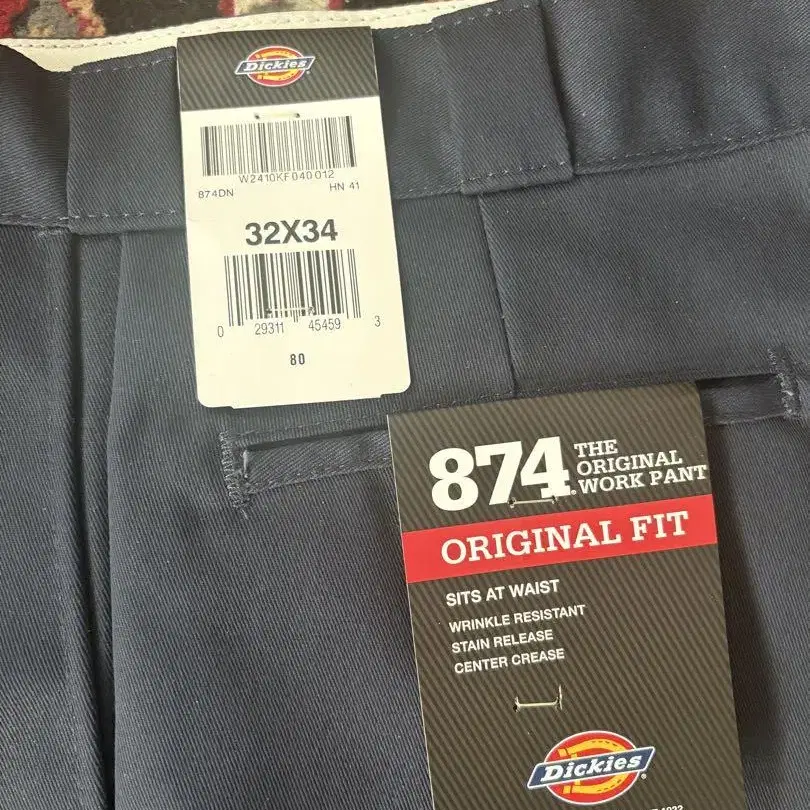 Dickies
W2410KF040012
874DN HN 41
32X34
0 29311 45459 3
80
874 THE
ORIGINAL
WORK PANT
ORIGINAL FIT
SITS AT WAIST
WRINKLE RESISTANT
STAIN RELEASE
CENTER CREASE
Dickies